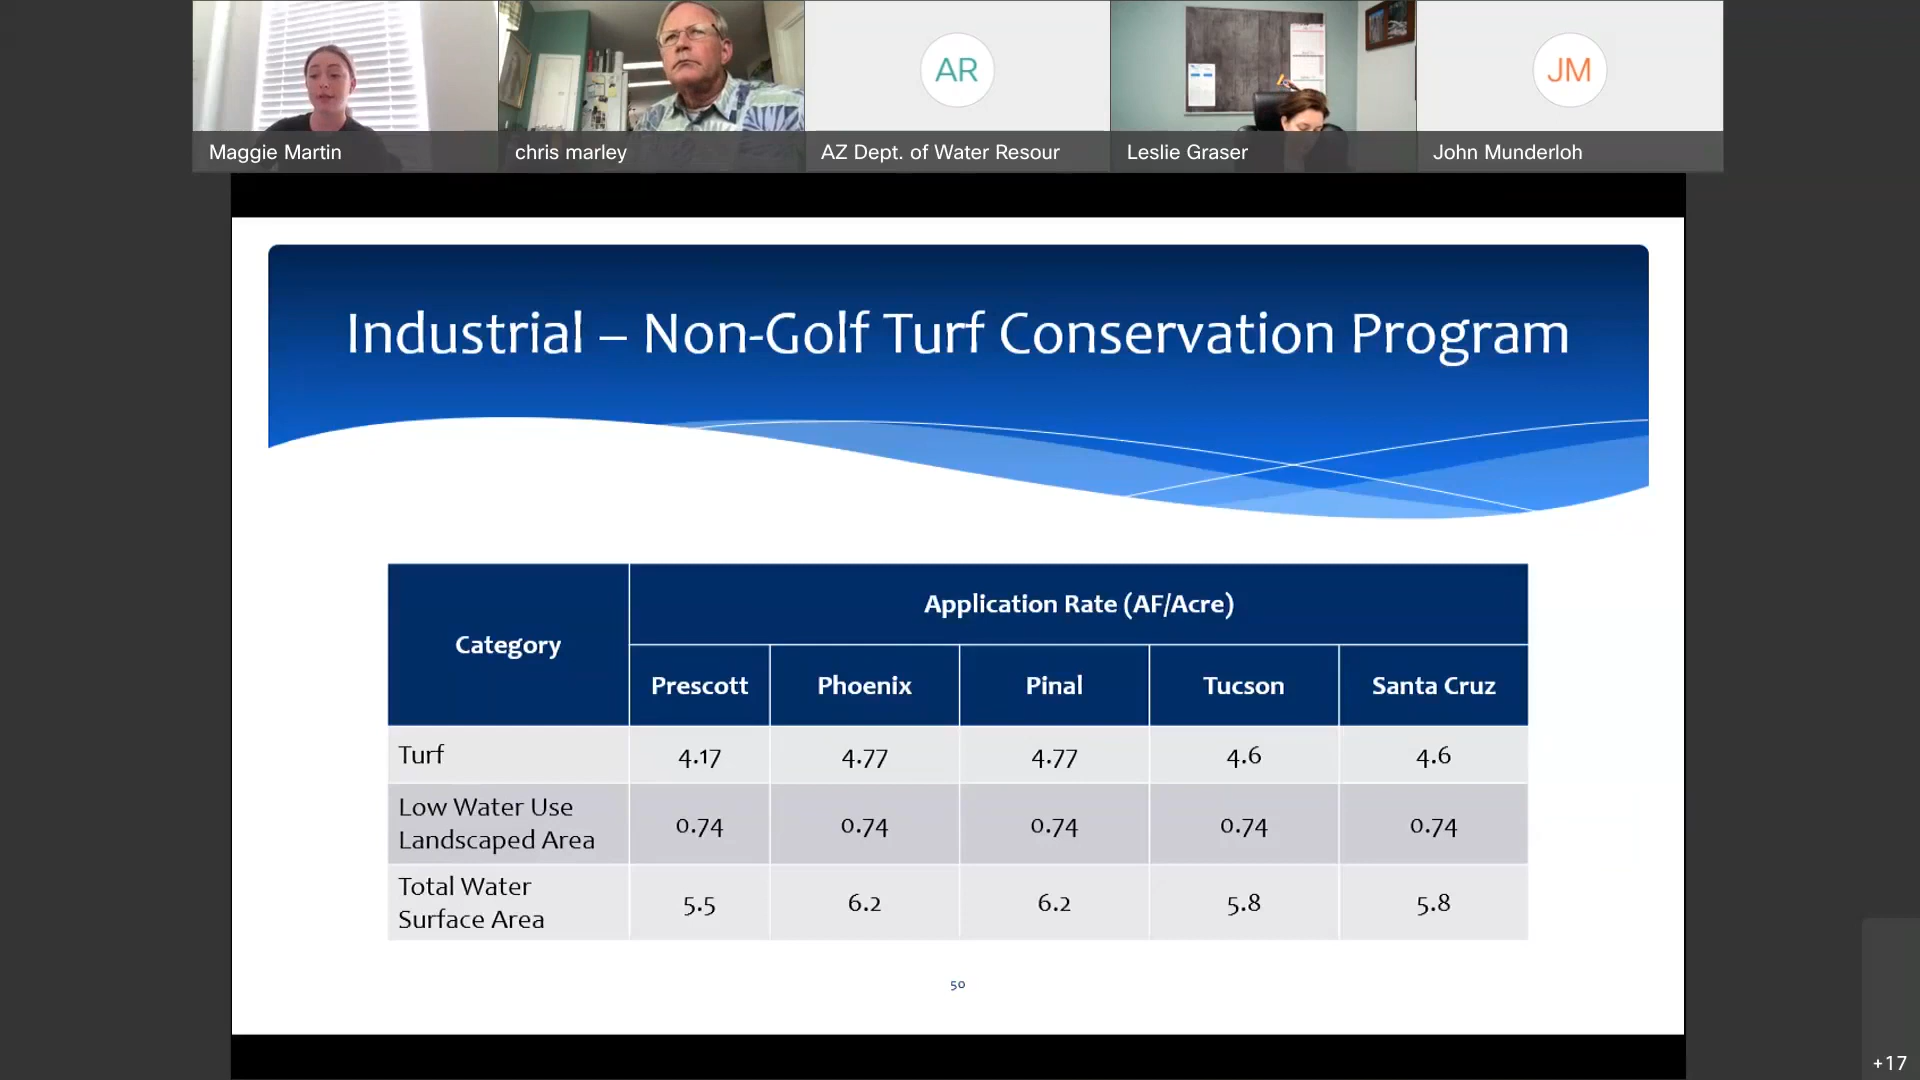 AR
JM
Maggie Martin
chris marley
AZ Dept. of Water Resour
Leslie Graser
John Munderloh
Industrial – Non-Golf Turf Conservation Program
Category
Application Rate (AF/Acre)
Prescott Phoenix Pinal Tucson Santa Cruz
Turf 4.17 4.77 4.77 4.6 4.6
Low Water Use
Landscaped Area 0.74 0.74 0.74 0.74 0.74
Total Water
Surface Area 5.5 6.2 6.2 5.8 5.8
50
+17